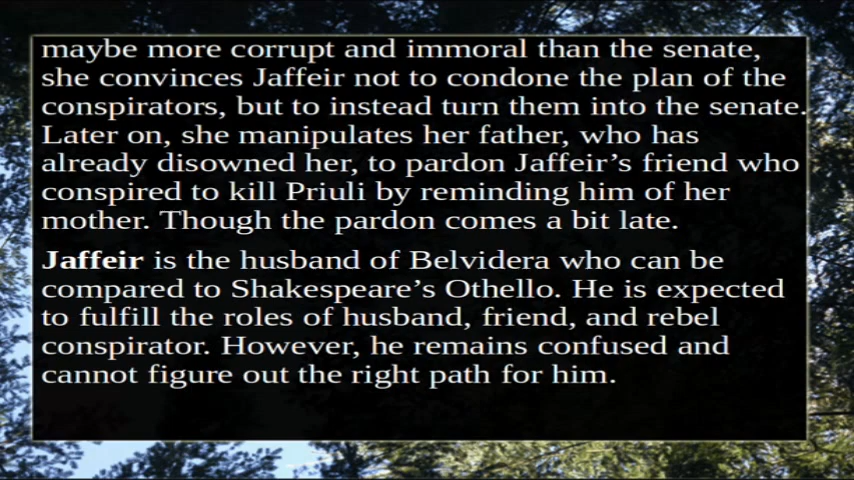 maybe more corrupt and immoral than the senate,
she convinces Jaffeir not to condone the plan of the
conspirators, but to instead turn them into the senate.
Later on, she manipulates her father, who has
already disowned her, to pardon Jaffeir’s friend who
conspired to kill Priuli by reminding him of her
mother. Though the pardon comes a bit late.
Jaffeir is the husband of Belvidera who can be
compared to Shakespeare’s Othello. He is expected
to fulfill the roles of husband, friend, and rebel
conspirator. However, he remains confused and
cannot figure out the right path for him.